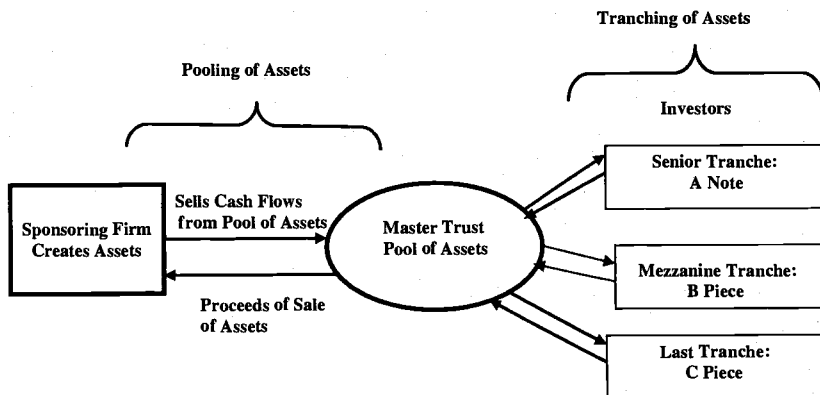 Tranching of Assets
Pooling of Assets
Investors
Senior Tranche:
A Note
Sells Cash Flows
from Pool of Assets
Sponsoring Firm
Creates Assets
Master Trust
Pool of Assets
Mezzanine Tranche:
B Piece
Proceeds of Sale
of Assets
Last Tranche:
C Piece